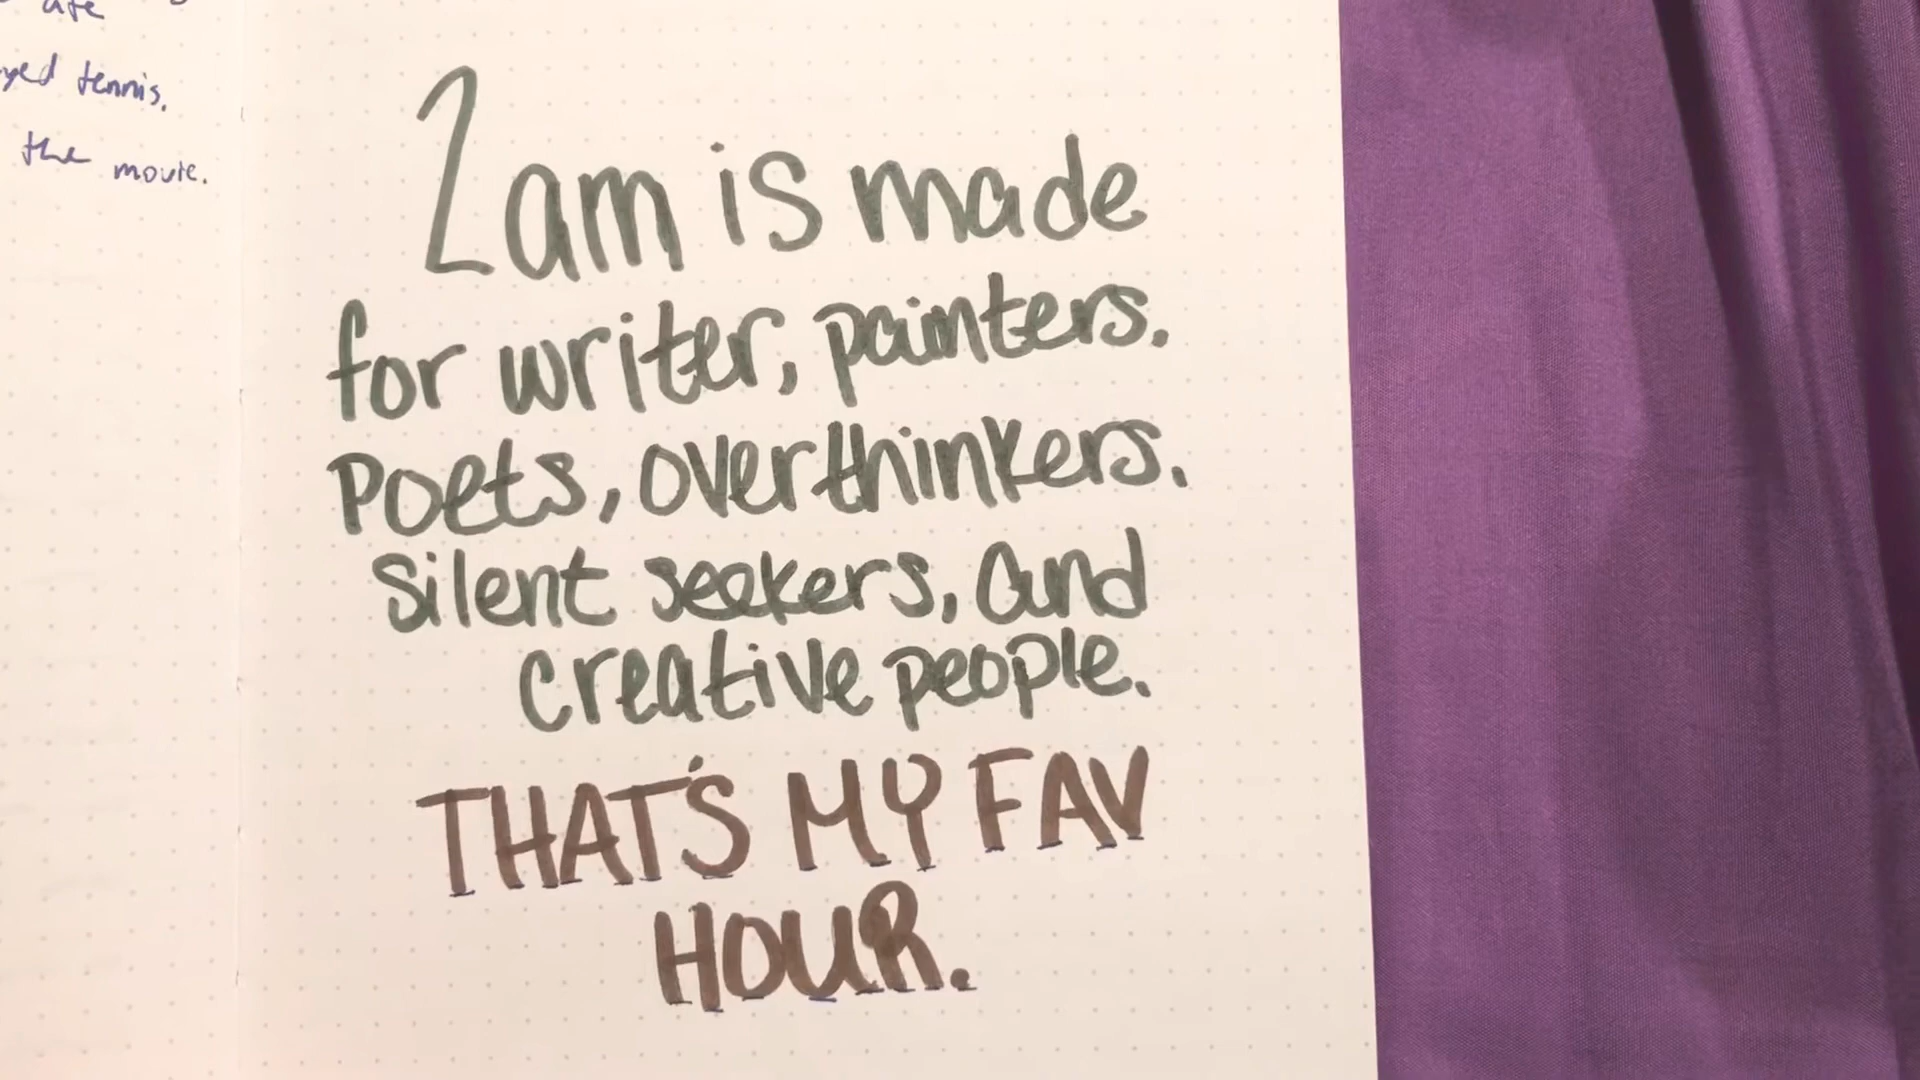 ate
yed tennis.
the movie.
2am is made
for writer, painters.
Poets, overthinkers.
Silent seekers, and
creative people.
THAT'S MY FAV
HOUR.